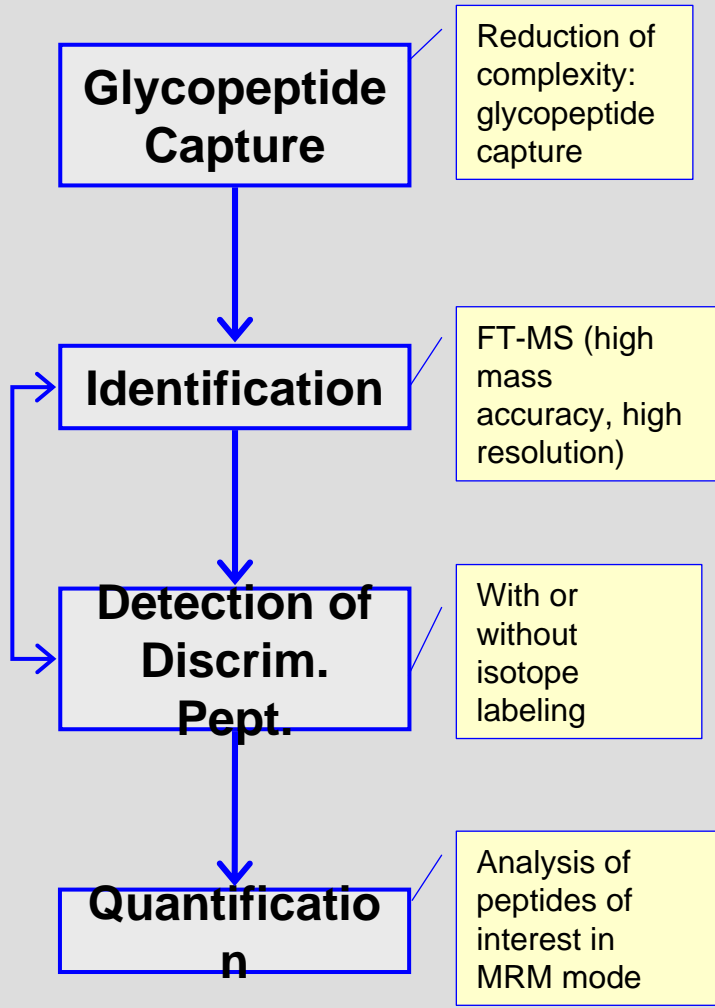 Glycopeptide
Capture
Reduction of
complexity:
glycopeptide
capture
Identification
FT-MS (high
mass
accuracy, high
resolution)
Detection of
Discrim.
Pept.
With or
without
isotope
labeling
Quantificatio
n
Analysis of
peptides of
interest in
MRM mode